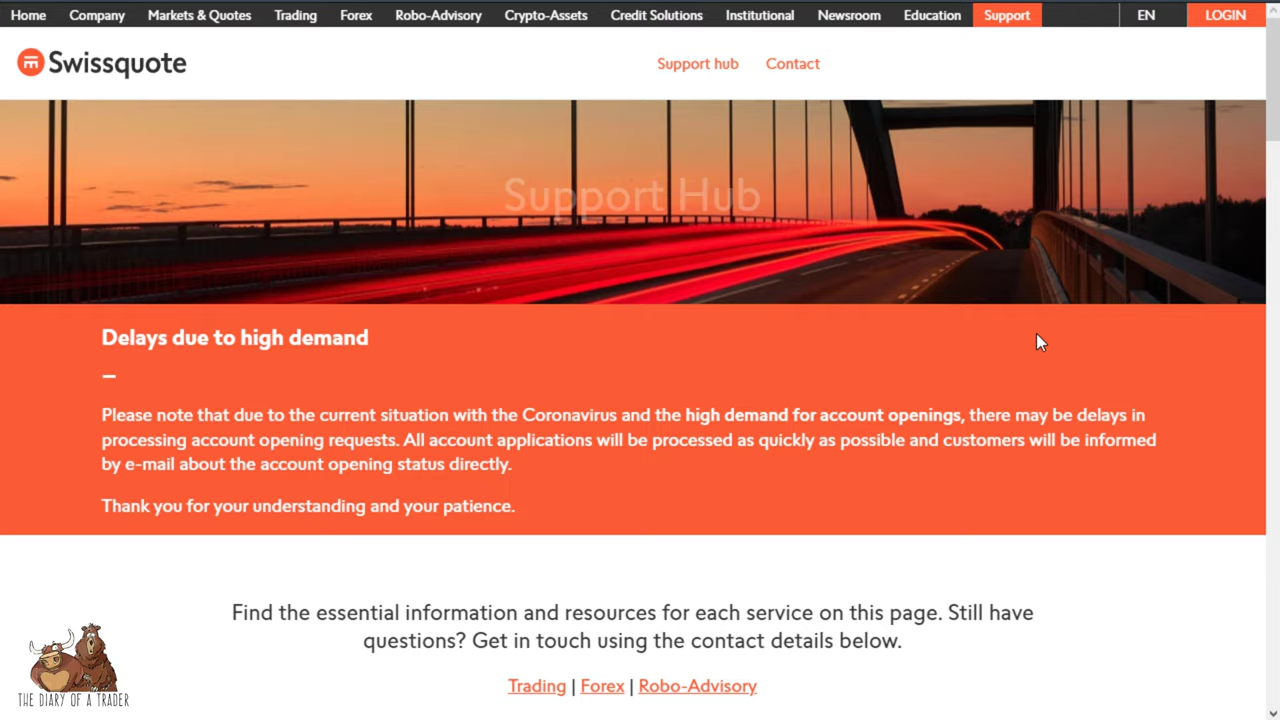 Home Company Markets & Quotes Trading Forex Robo-Advisory Crypto-Assets Credit Solutions Institutional Newsroom Education Support EN LOGIN
Swissquote
Support hub Contact
Support Hub
Delays due to high demand
Please note that due to the current situation with the Coronavirus and the high demand for account openings, there may be delays in
processing account opening requests. All account applications will be processed as quickly as possible and customers will be informed
by e-mail about the account opening status directly.
Thank you for your understanding and your patience.
Find the essential information and resources for each service on this page. Still have
questions? Get in touch using the contact details below.
Trading | Forex | Robo-Advisory
THE DIARY OF A TRADER